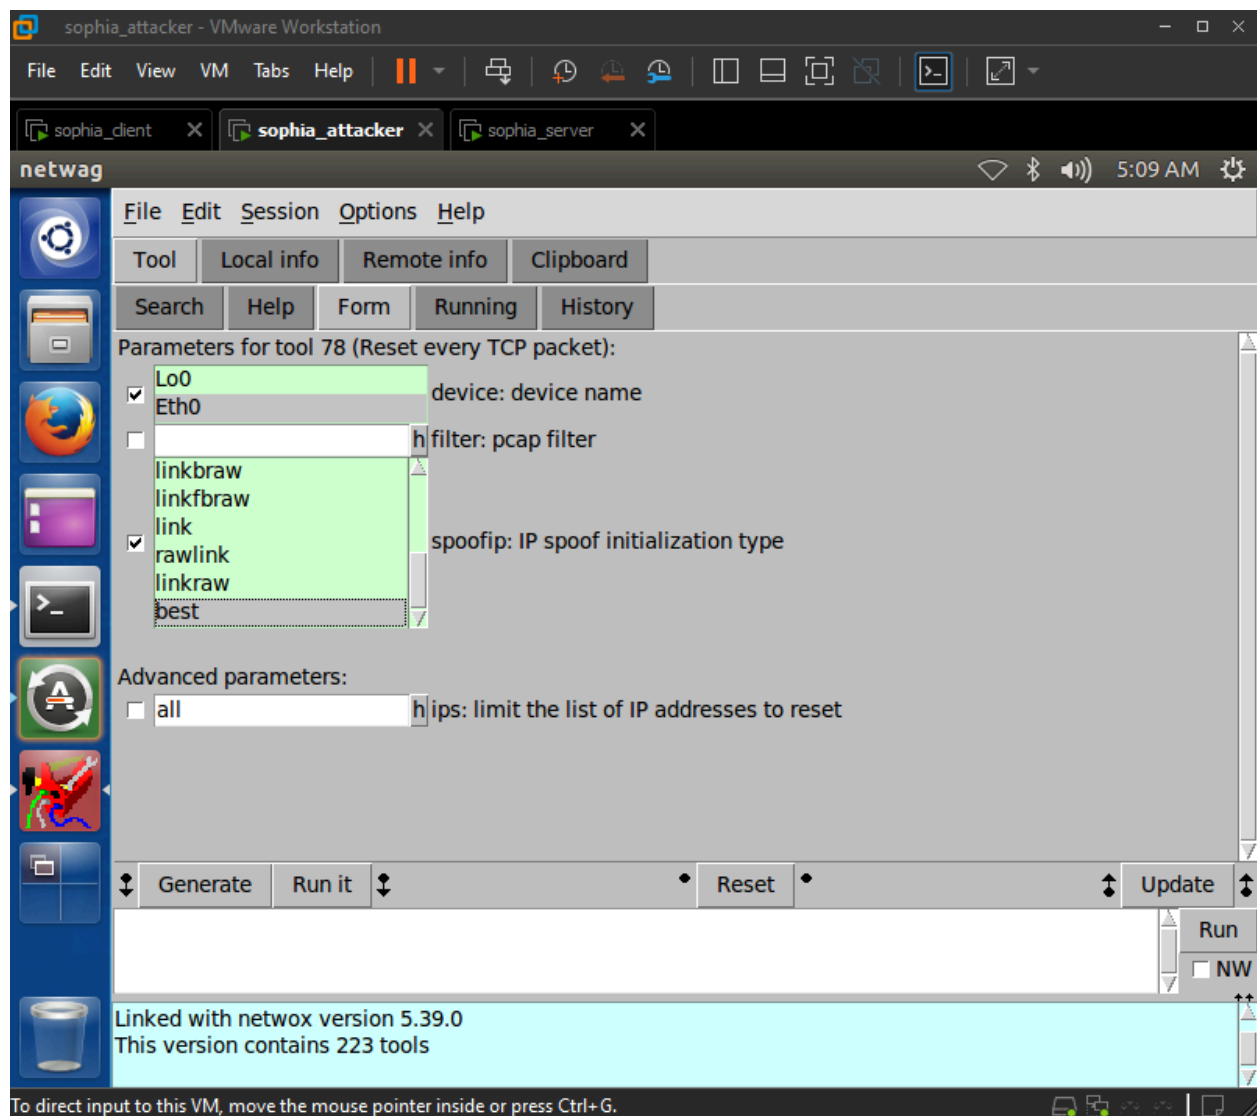 sophia_attacker - VMware Workstation
File Edit View VM Tabs Help
sophia_client sophia_attacker sophia_server
netwag 5:09 AM
File Edit Session Options Help
Tool Local info Remote info Clipboard
Search Help Form Running History
Parameters for tool 78 (Reset every TCP packet):
Lo0
Eth0
device: device name
h filter: pcap filter
linkbraw
linkfbraw
link
rawlink
linkraw
best
spoofip: IP spoof initialization type
Advanced parameters:
all h ips: limit the list of IP addresses to reset
Generate Run it Reset Update
Run
NW
Linked with netwox version 5.39.0
This version contains 223 tools
To direct input to this VM, move the mouse pointer inside or press Ctrl+G.